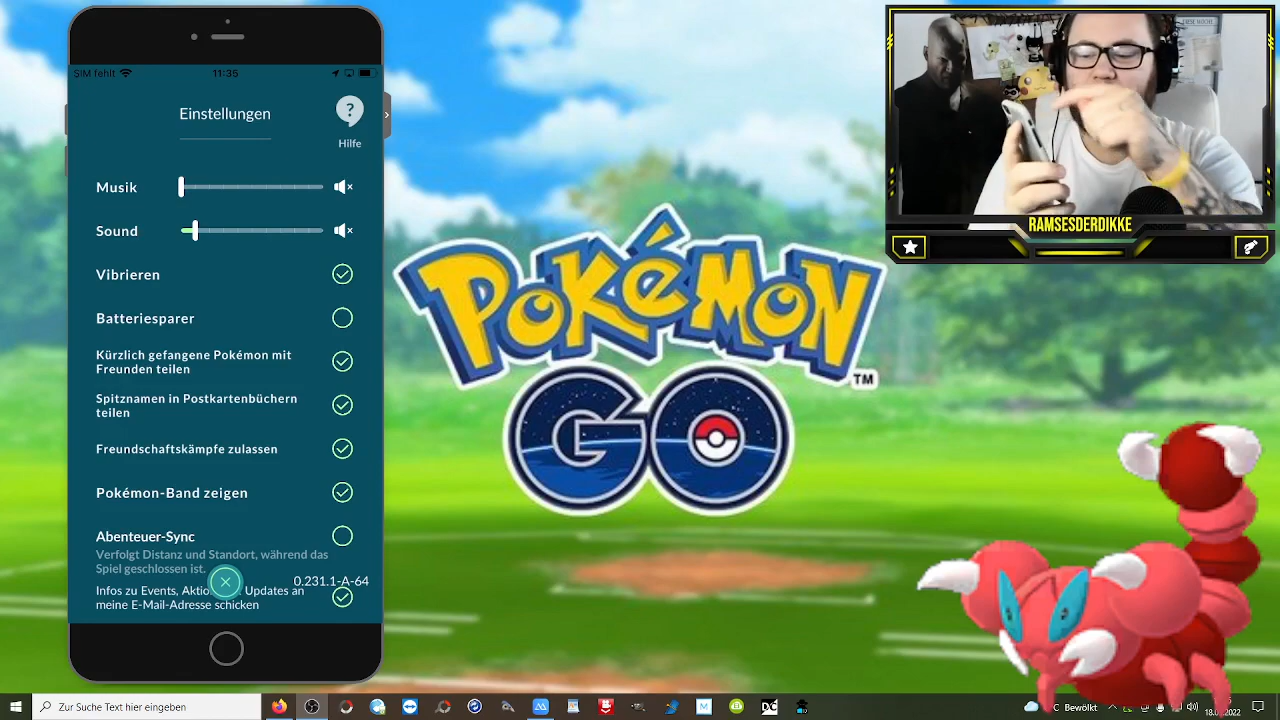 SIM fehlt
11:35
Einstellungen
?
Hilfe
Musik
Sound
Vibrieren
Batteriesparer
Kürzlich gefangene Pokémon mit
Freunden teilen
Spitznamen in Postkartenbüchern
teilen
Freundschaftskämpfe zulassen
Pokémon-Band zeigen
Abenteuer-Sync
Verfolgt Distanz und Standort, während das
Spiel geschlossen ist.
0.231.1-A-64
Infos zu Events, Updates an
meine E-Mail-Adresse schicken
POKéMON
TM
GO
RAMSESDERDIKKE
Zur Suche Text hier eingeben